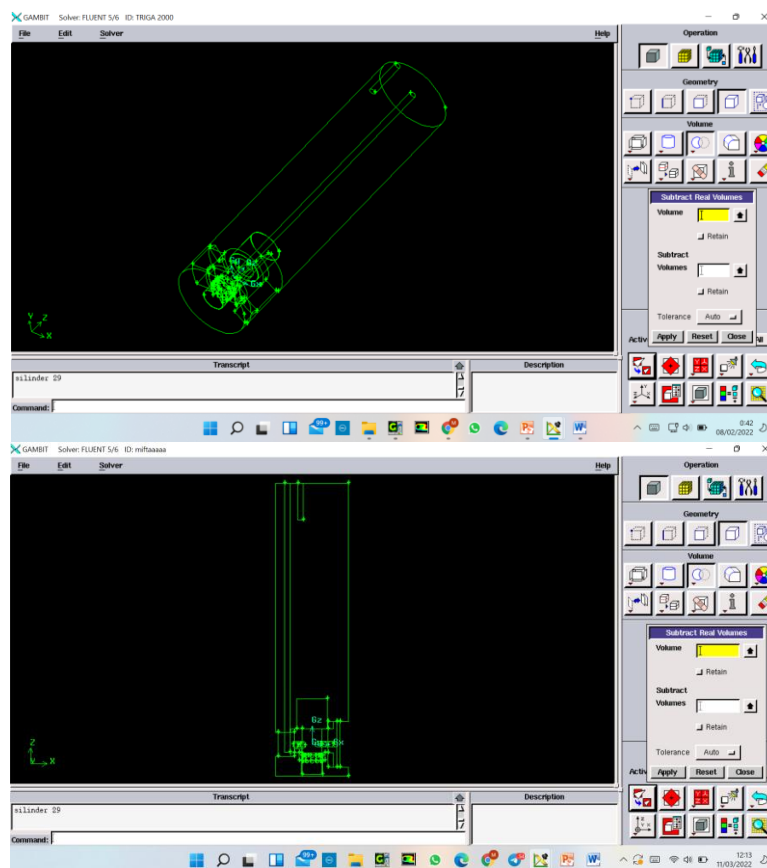 GAMBIT Solver: FLUENT 5/6 ID: TRIGA 2000
File Edit Solver Help
Operation
Geometry
Volume
Subtract Real Volumes
Volume
Retain
Subtract
Volumes
Retain
Tolerance Auto
Apply Reset Close
Transcript
Description
silinder 29
Command:
99+
0:42
08/02/2022
Y Z
X
GAMBIT Solver: FLUENT 5/6 ID: miftaaaaa
File Edit Solver Help
Operation
Geometry
Volume
Subtract Real Volumes
Volume
Retain
Subtract
Volumes
Retain
Tolerance Auto
Apply Reset Close
Gz
Z
Y X
Transcript
Description
silinder 29
Command:
99+
12:13
11/03/2022